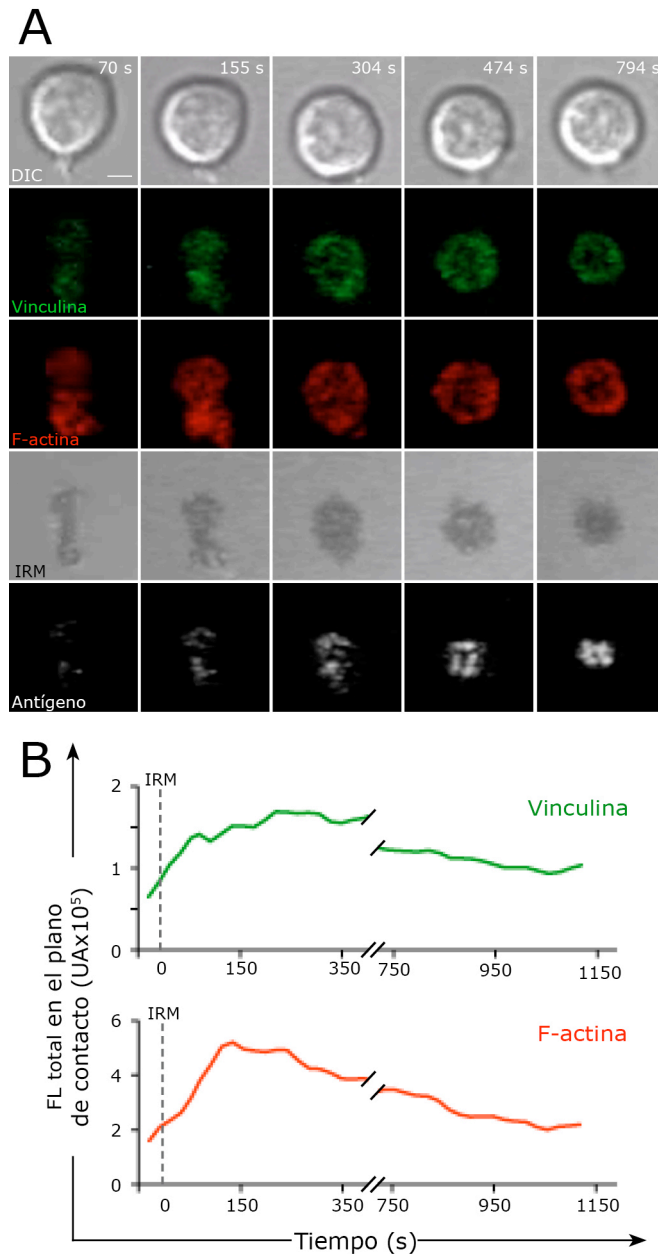 A
70 s
155 s
304 s
474 s
794 s
DIC
Vinculina
F-actina
IRM
Antígeno
B
FL total en el plano
de contacto (UAx10⁵)
IRM
Vinculina
2
1
0
0
150
350
750
950
1150
IRM
F-actina
6
4
2
0
0
150
350
750
950
1150
Tiempo (s)